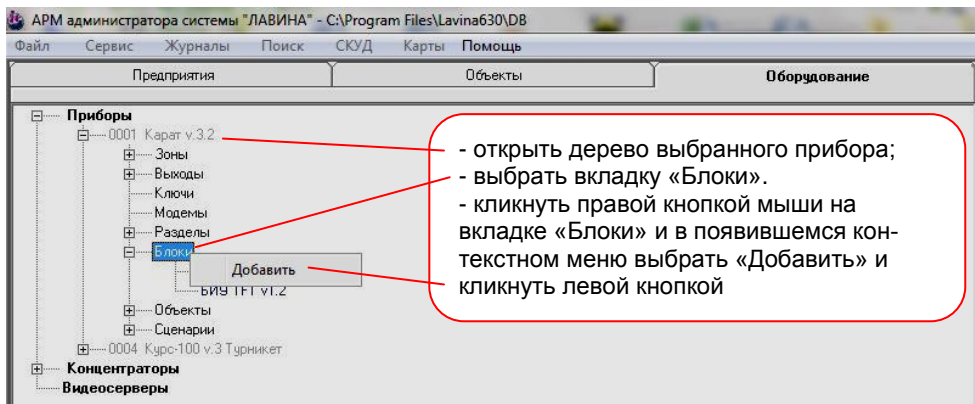 АРМ администратора системы "ЛАВИНА" - C:\Program Files\Lavina630\DB
Файл Сервис Журналы Поиск СКУД Карты Помощь
Предприятия Объекты Оборудование
Приборы
0001 Карат v.3.2
Зоны
Выходы
Ключи
Модемы
Разделы
Блоки
Добавить
БИУ TFT v1.2
Объекты
Сценарии
0004 Курс-100 v.3 Турникет
Концентраторы
Видеосерверы
- открыть дерево выбранного прибора;
- выбрать вкладку «Блоки».
- кликнуть правой кнопкой мыши на
вкладке «Блоки» и в появившемся кон-
текстном меню выбрать «Добавить» и
кликнуть левой кнопкой